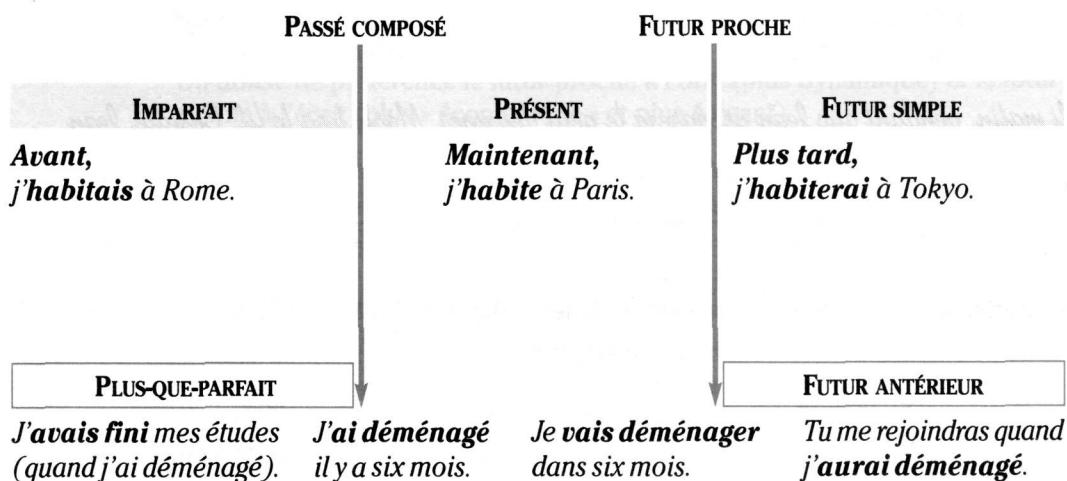 PASSÉ COMPOSÉ
FUTUR PROCHE
IMPARFAIT
PRÉSENT
FUTUR SIMPLE
Avant,
j'habitais à Rome.
Maintenant,
j'habite à Paris.
Plus tard,
j'habiterai à Tokyo.
PLUS-QUE-PARFAIT
FUTUR ANTÉRIEUR
J'avais fini mes études
(quand j'ai déménagé).
J'ai déménagé
il y a six mois.
Je vais déménager
dans six mois.
Tu me rejoindras quand
j'aurai déménagé.